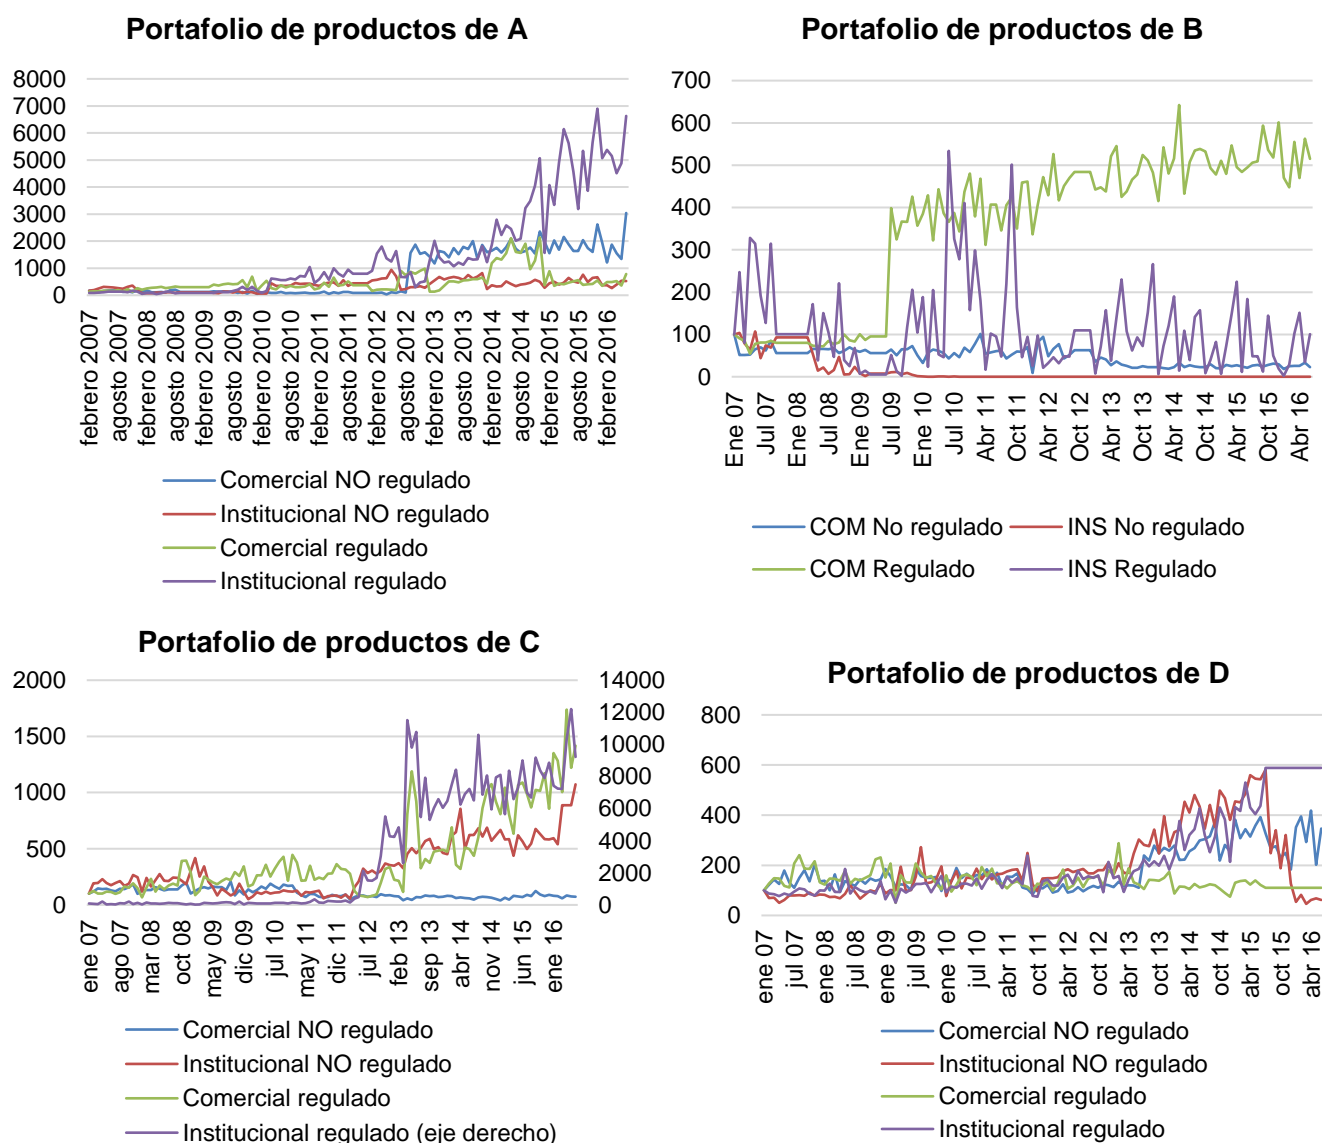 Portafolio de productos de A
8000
7000
6000
5000
4000
3000
2000
1000
0
febrero 2007
agosto 2007
febrero 2008
agosto 2008
febrero 2009
agosto 2009
febrero 2010
agosto 2010
febrero 2011
agosto 2011
febrero 2012
agosto 2012
febrero 2013
agosto 2013
febrero 2014
agosto 2014
febrero 2015
agosto 2015
febrero 2016
Comercial NO regulado
Institucional NO regulado
Comercial regulado
Institucional regulado
Portafolio de productos de B
700
600
500
400
300
200
100
0
Ene 07
Jul 07
Ene 08
Jul 08
Ene 09
Jul 09
Ene 10
Jul 10
Abr 11
Oct 11
Abr 12
Oct 12
Abr 13
Oct 13
Abr 14
Oct 14
Abr 15
Oct 15
Abr 16
COM No regulado
INS No regulado
COM Regulado
INS Regulado
Portafolio de productos de C
2000
1500
1000
500
0
14000
12000
10000
8000
6000
4000
2000
0
ene 07
ago 07
mar 08
oct 08
may 09
dic 09
jul 10
may 11
dic 11
jul 12
feb 13
sep 13
abr 14
nov 14
jun 15
ene 16
Comercial NO regulado
Institucional NO regulado
Comercial regulado
Institucional regulado (eje derecho)
Portafolio de productos de D
800
600
400
200
0
ene 07
jul 07
ene 08
jul 08
ene 09
jul 09
ene 10
jul 10
abr 11
oct 11
abr 12
oct 12
abr 13
oct 13
abr 14
oct 14
abr 15
oct 15
abr 16
Comercial NO regulado
Institucional NO regulado
Comercial regulado
Institucional regulado